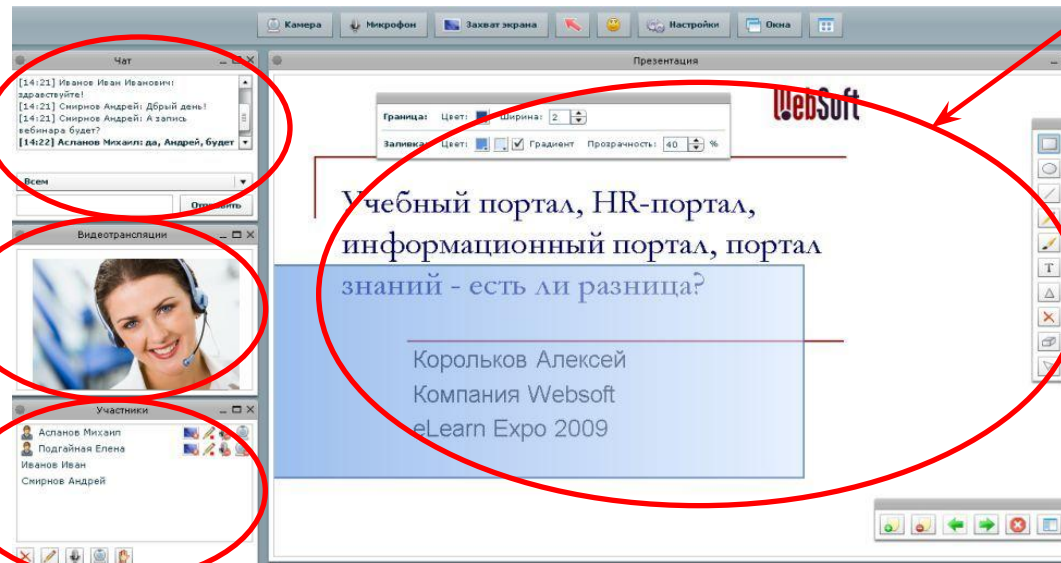 Камера Микрофон Захват экрана Настройки Окна
Чат
[14:21] Иванов Иван Иванович:
здравствуйте!
[14:21] Смирнов Андрей: Дбрый день!
[14:21] Смирнов Андрей: А запись
вебинара будет?
[14:22] Асланов Михаил: да, Андрей, будет
Всем
Отправить
Видеотрансляции
Участники
Асланов Михаил
Подгайная Елена
Иванов Иван
Смирнов Андрей
Презентация
WebSoft
Граница: Цвет: Ширина: 2
Заливка: Цвет: Градиент Прозрачность: 40 %
Учебный портал, HR-портал,
информационный портал, портал
знаний - есть ли разница?
Корольков Алексей
Компания Websoft
eLearn Expo 2009
T